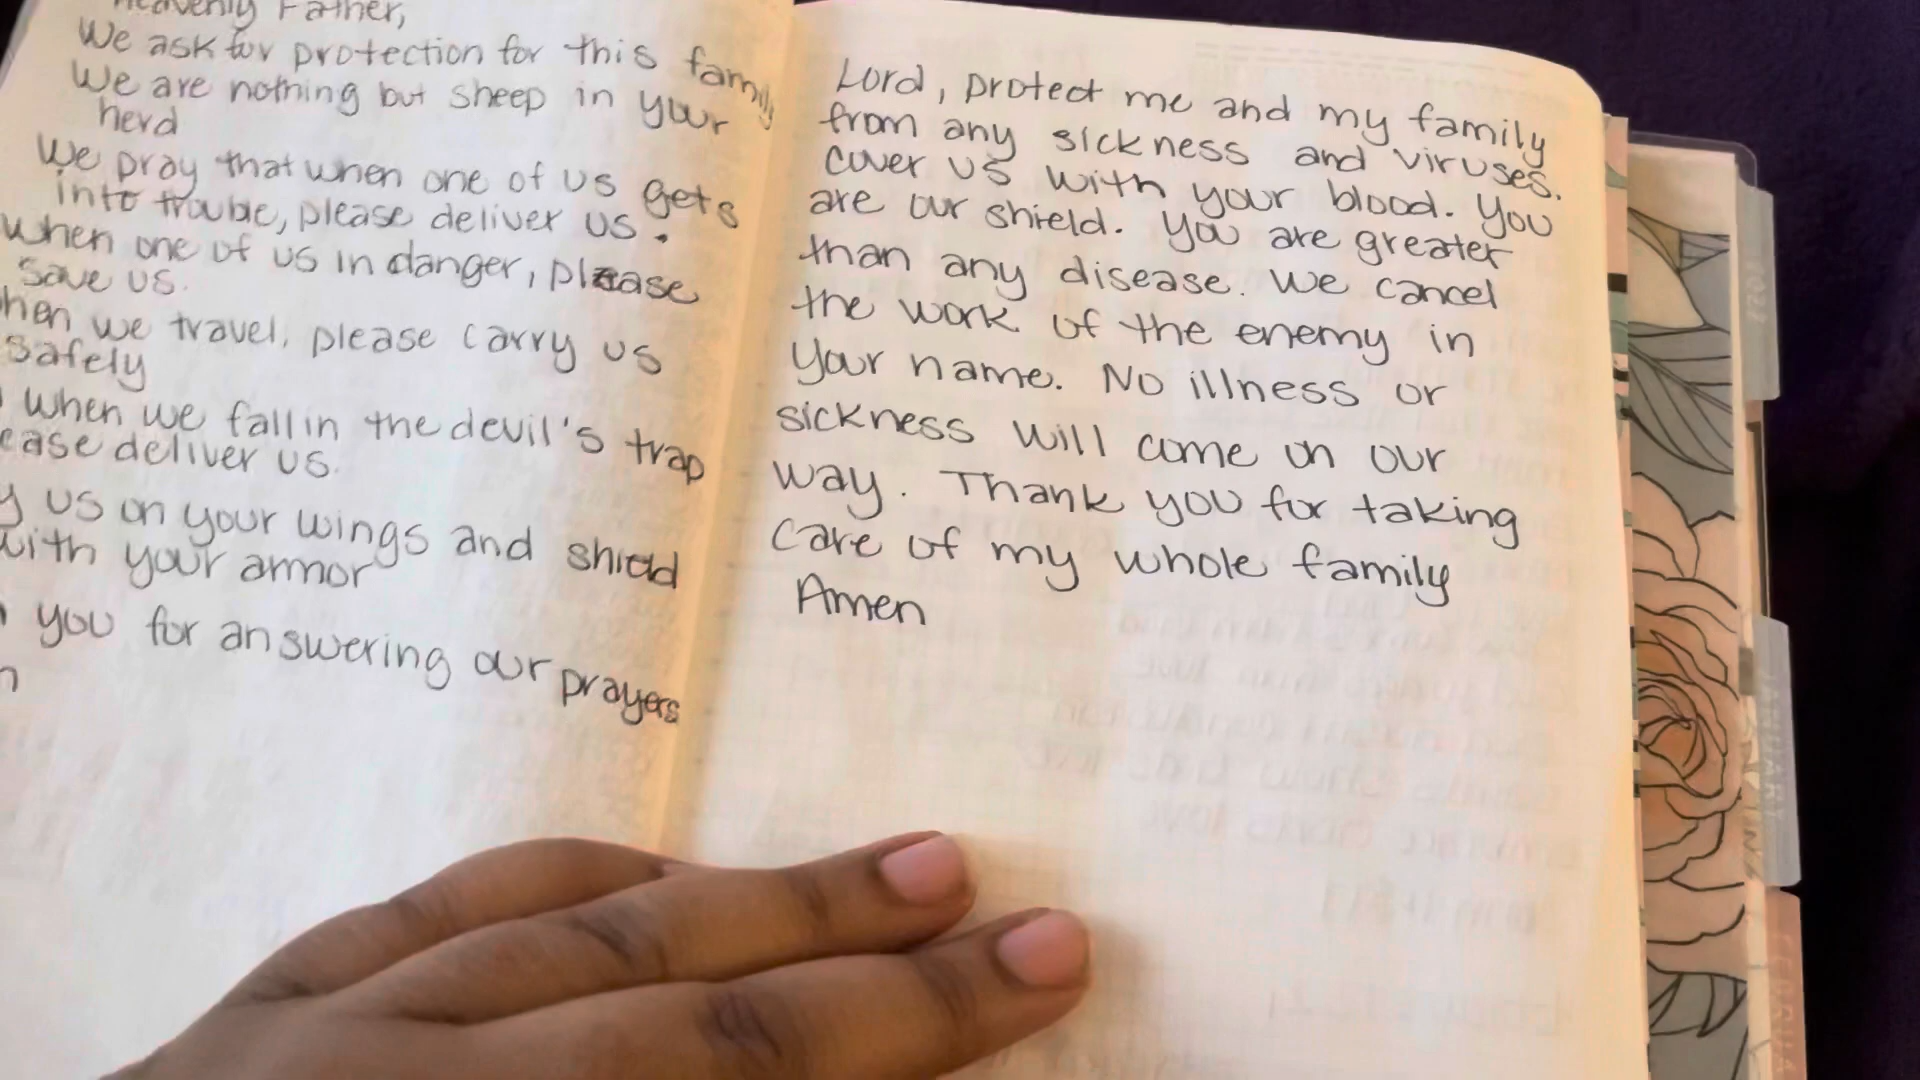 Heavenly Father,
We ask for protection for this family
We are nothing but sheep in your
herd
We pray that when one of us gets
into trouble, please deliver us.
When one of us in danger, please
save us.
hen we travel, please carry us
safely
when we fall in the devil's trap
ease deliver us.
y us on your wings and shield
with your armor
you for answering our prayers
n
Lord, protect me and my family
from any sickness and viruses.
cover us with your blood. You
are our shield. You are greater
than any disease. We cancel
the work of the enemy in
your name. No illness or
sickness will come on our
way. Thank you for taking
care of my whole family
Amen